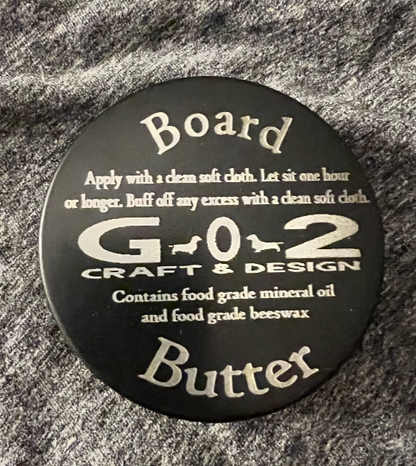 Board
Apply with a clean soft cloth. Let sit one hour
or longer. Buff off any excess with a clean soft cloth.
G-0-2
CRAFT & DESIGN
Contains food grade mineral oil
and food grade beeswax
Butter